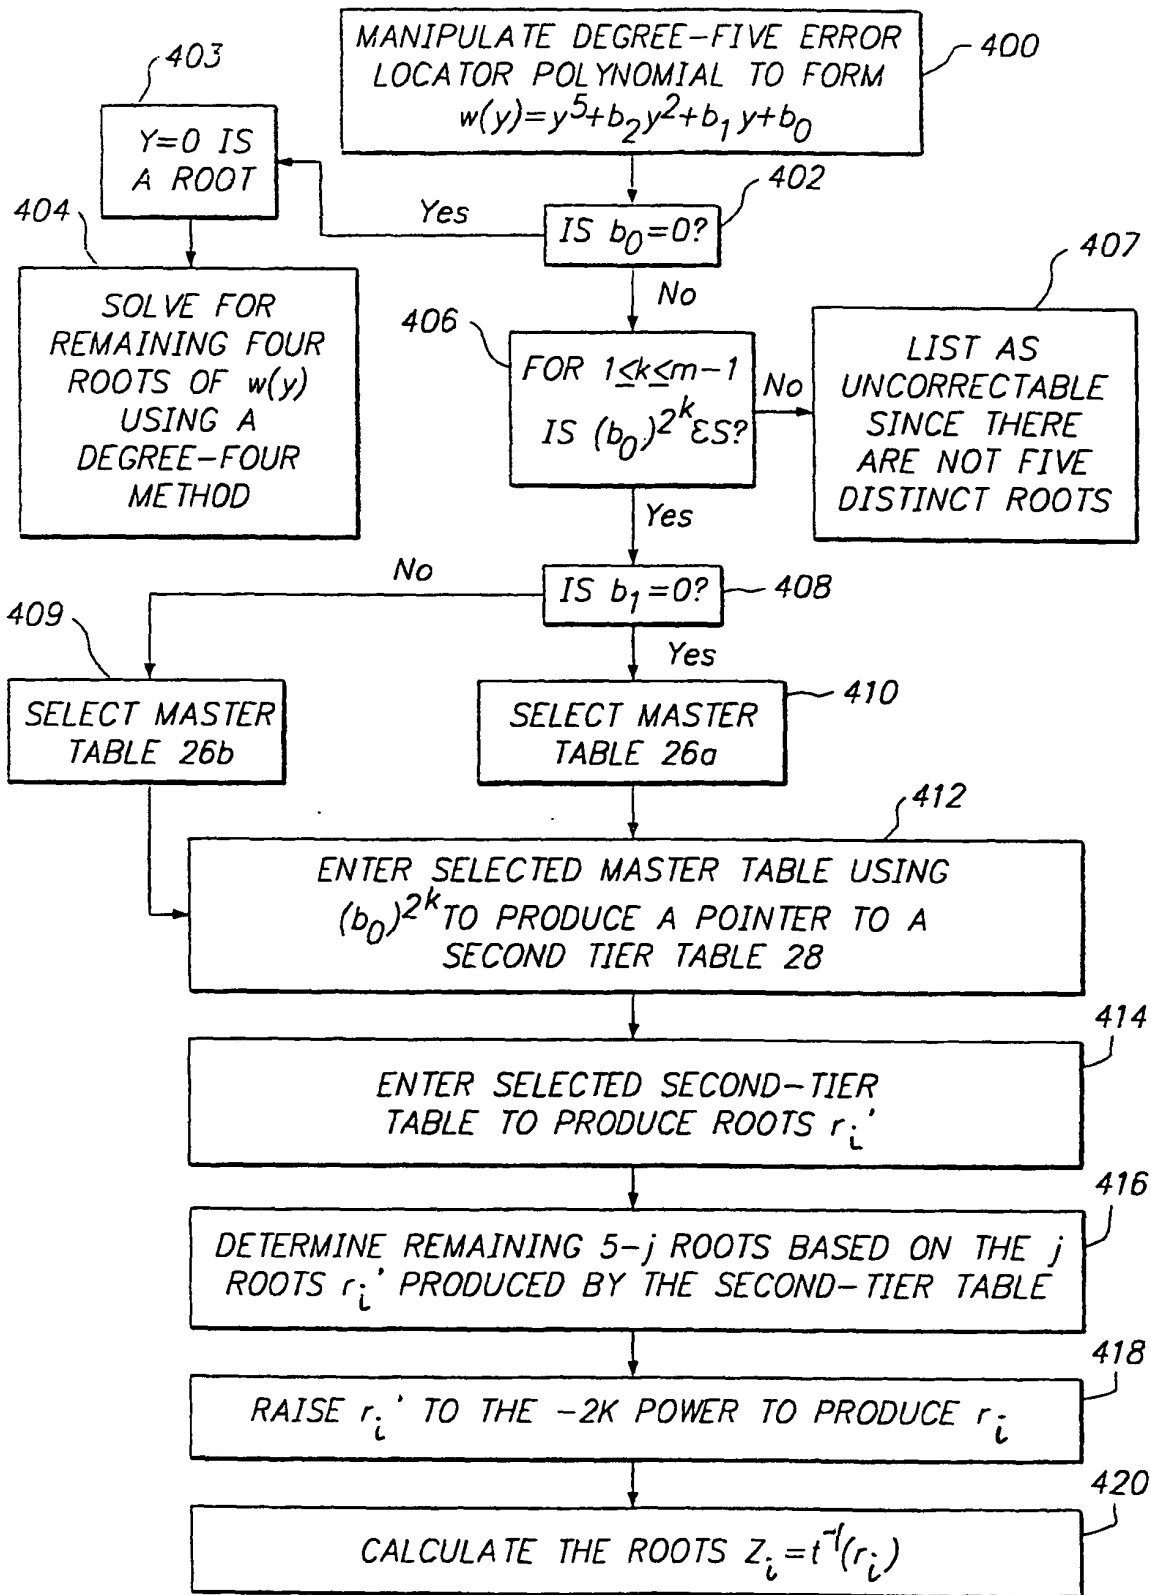 MANIPULATE DEGREE-FIVE ERROR
LOCATOR POLYNOMIAL TO FORM
w(y)=y⁵+b₂y²+b₁y+b₀
400
403
Y=0 IS
A ROOT
402
Yes
IS b₀=0?
404
SOLVE FOR
REMAINING FOUR
ROOTS OF w(y)
USING A
DEGREE-FOUR
METHOD
No
406
FOR 1≤k≤m-1
IS (b₀)^2^k εS?
No
407
LIST AS
UNCORRECTABLE
SINCE THERE
ARE NOT FIVE
DISTINCT ROOTS
Yes
No
IS b₁=0?
408
409
Yes
SELECT MASTER
TABLE 26b
410
SELECT MASTER
TABLE 26a
412
ENTER SELECTED MASTER TABLE USING
(b₀)^2^k TO PRODUCE A POINTER TO A
SECOND TIER TABLE 28
414
ENTER SELECTED SECOND-TIER
TABLE TO PRODUCE ROOTS rᵢ'
416
DETERMINE REMAINING 5-j ROOTS BASED ON THE j
ROOTS rᵢ' PRODUCED BY THE SECOND-TIER TABLE
418
RAISE rᵢ' TO THE -2K POWER TO PRODUCE rᵢ
420
CALCULATE THE ROOTS Zᵢ=t⁻¹(rᵢ)